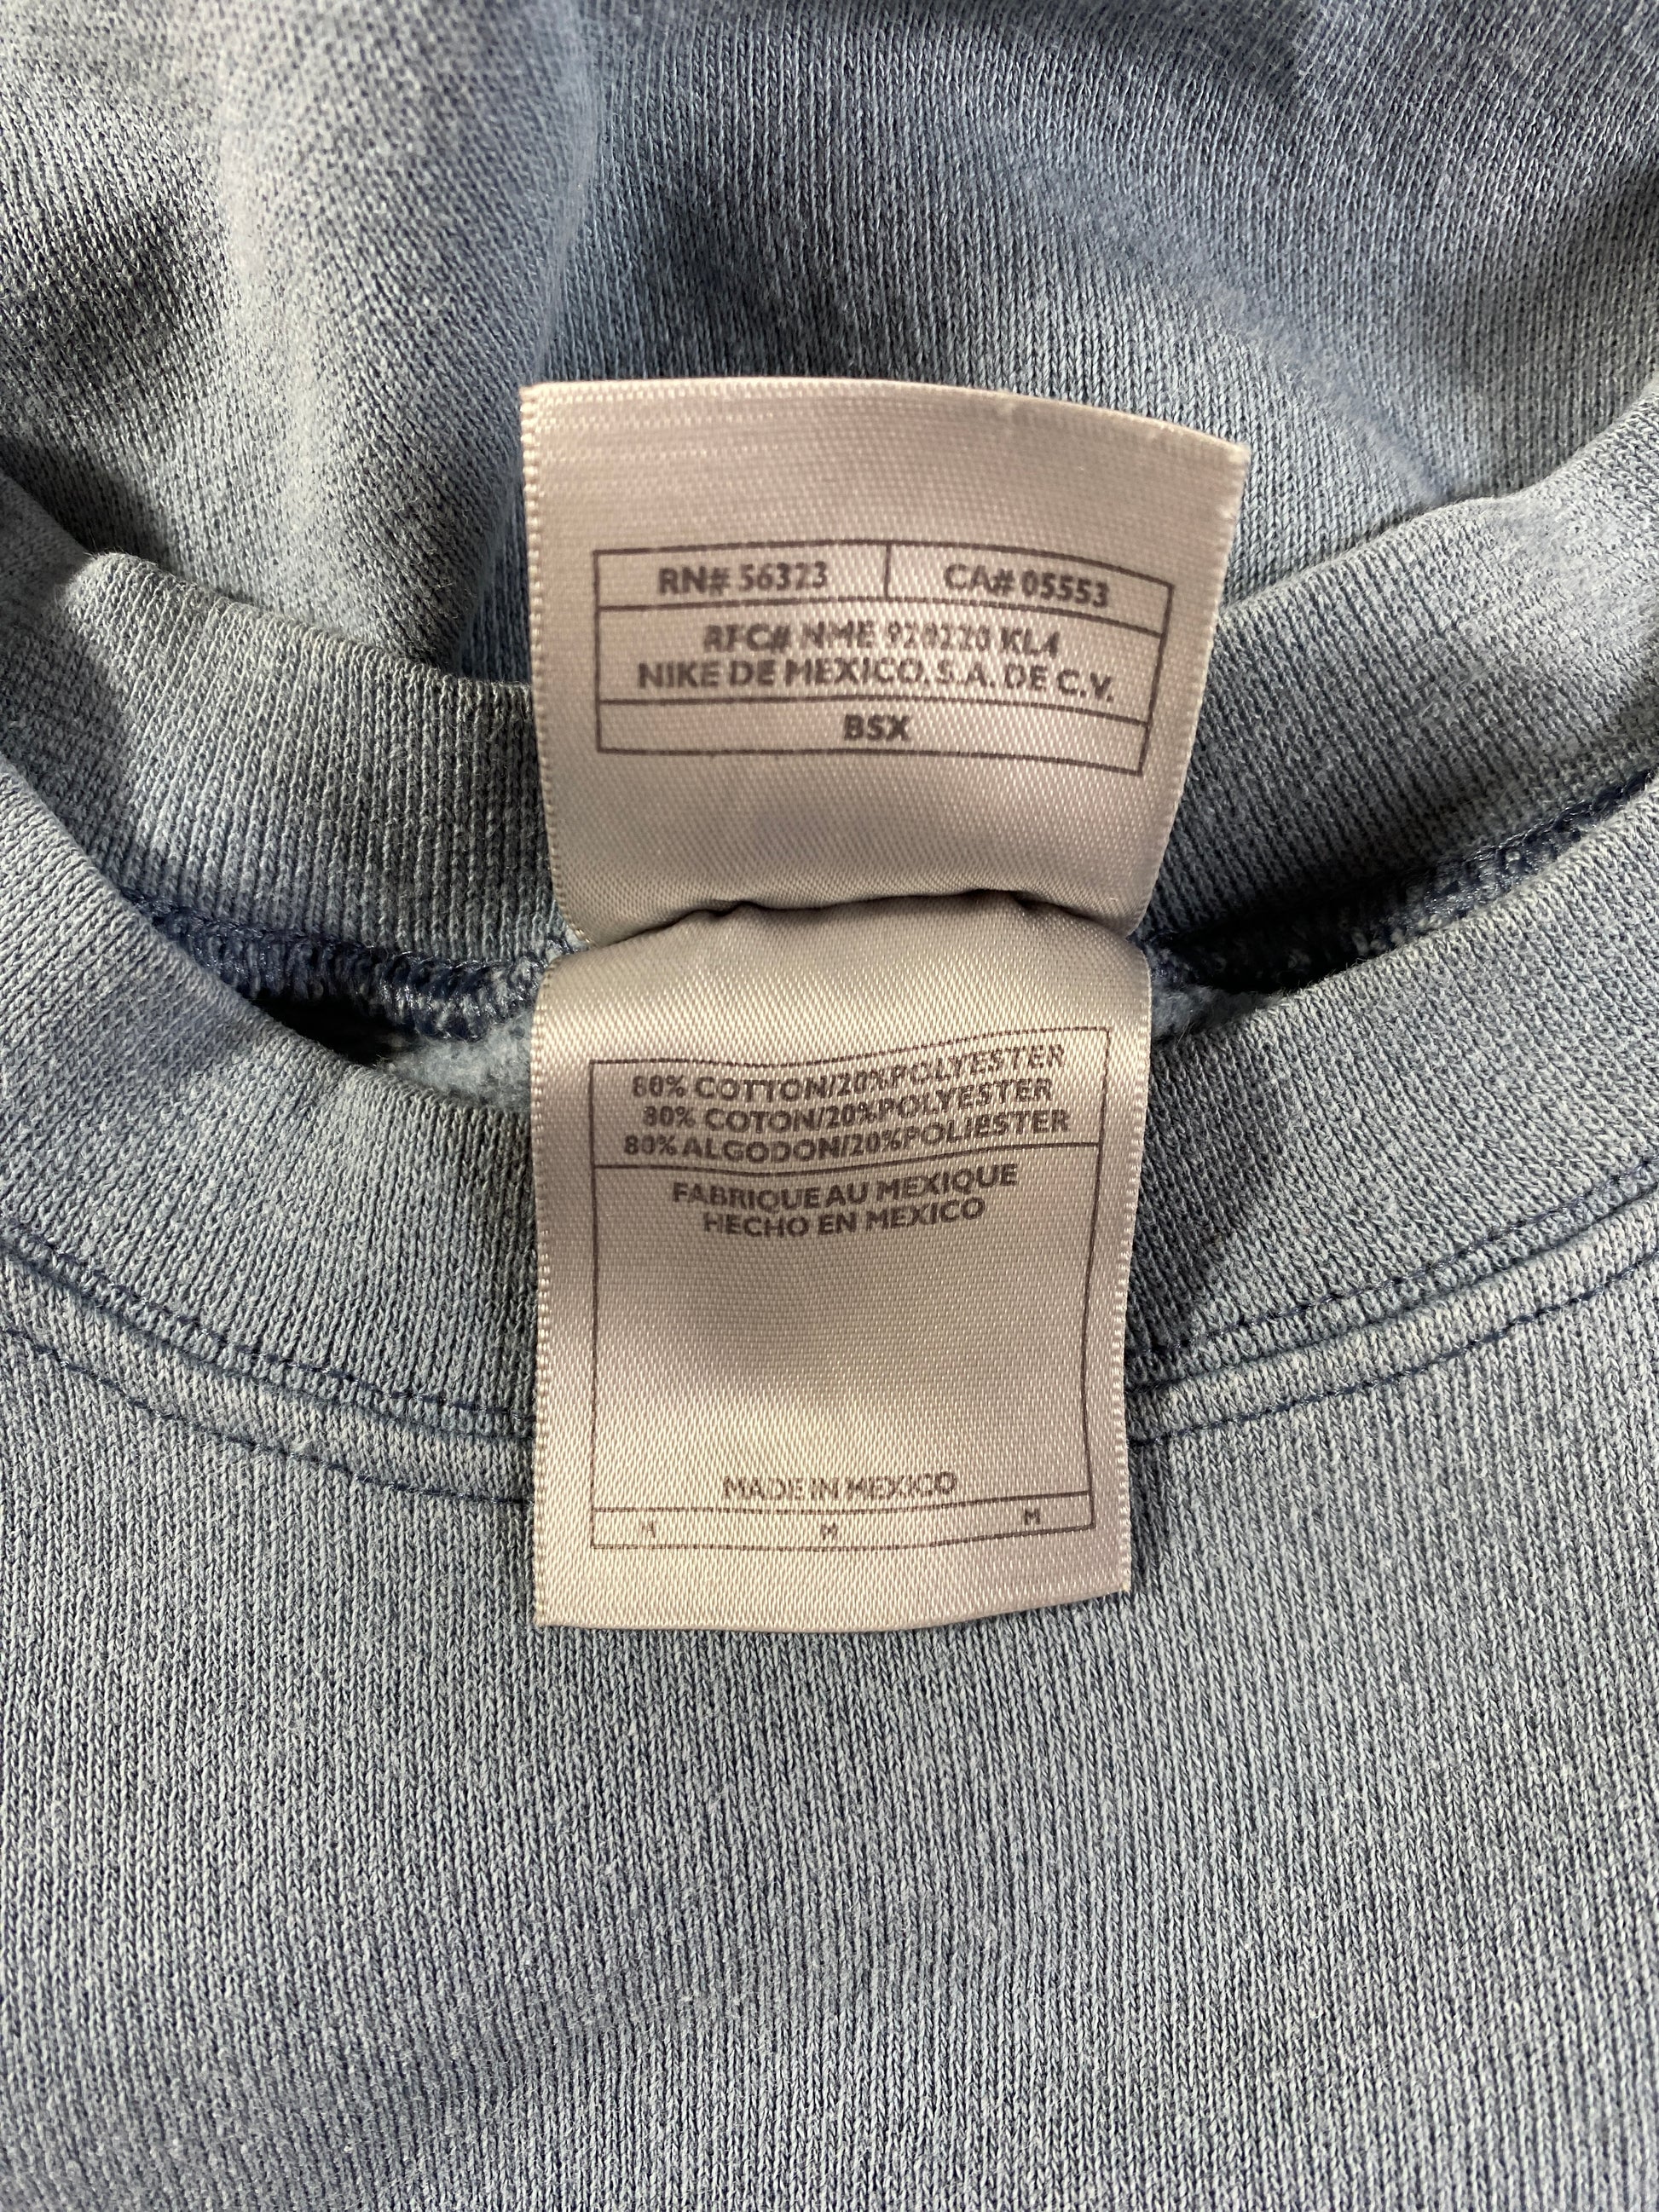 RN# 56323 CA# 05553
RFC# NME 920220 KL4
NIKE DE MEXICO.S.A. DE C.V.
BSX
80% COTTON/20%POLYESTER
80% COTON/20%POLYESTER
80% ALGODON/20%POLIESTER
FABRIQUE AU MEXIQUE
HECHO EN MEXICO
MADE IN MEXICO
M M M